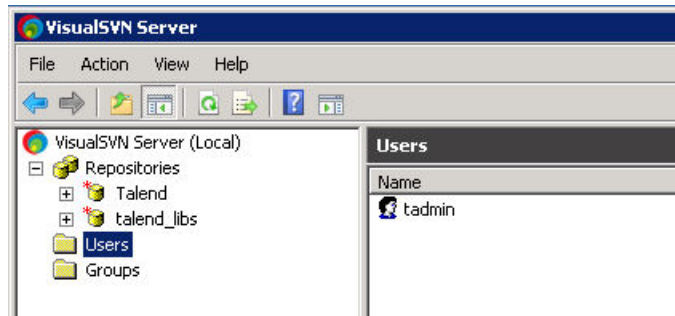 VisualSVN Server
File Action View Help
VisualSVN Server (Local)
Repositories
Talend
talend_libs
Users
Groups
Users
Name
tadmin